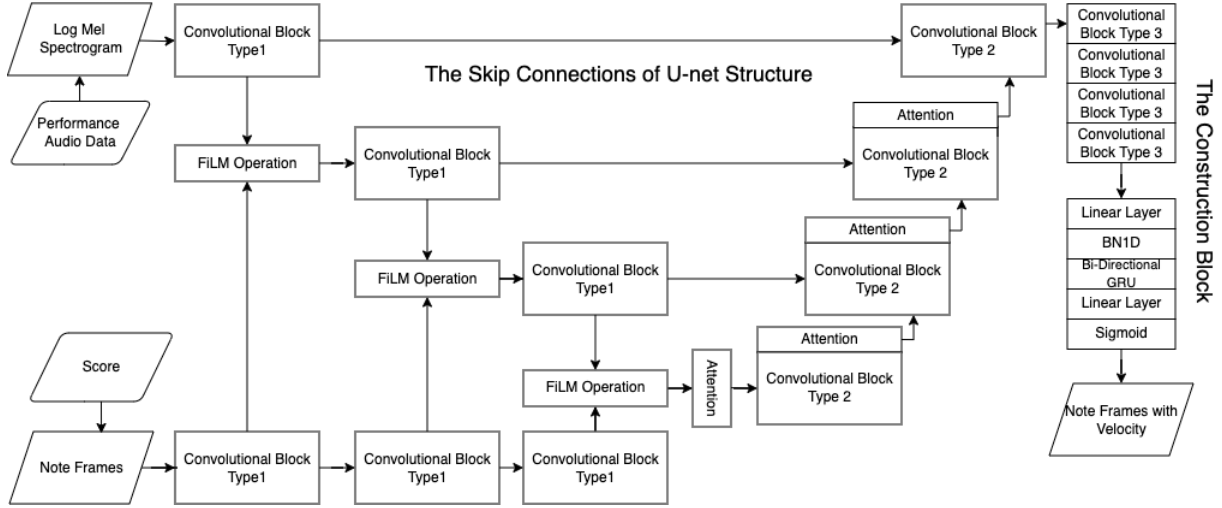 Log Mel
Spectrogram
Performance
Audio Data
Convolutional Block
Type1
FiLM Operation
Convolutional Block
Type1
FiLM Operation
Convolutional Block
Type1
FiLM Operation
The Skip Connections of U-net Structure
Score
Note Frames
Convolutional Block
Type1
Convolutional Block
Type1
Convolutional Block
Type1
Attention
Attention
Convolutional Block
Type 2
Attention
Convolutional Block
Type 2
Attention
Convolutional Block
Type 2
Convolutional Block
Type 2
Convolutional
Block Type 3
Convolutional
Block Type 3
Convolutional
Block Type 3
Convolutional
Block Type 3
Linear Layer
BN1D
Bi-Directional
GRU
Linear Layer
Sigmoid
Note Frames with
Velocity
The Construction Block